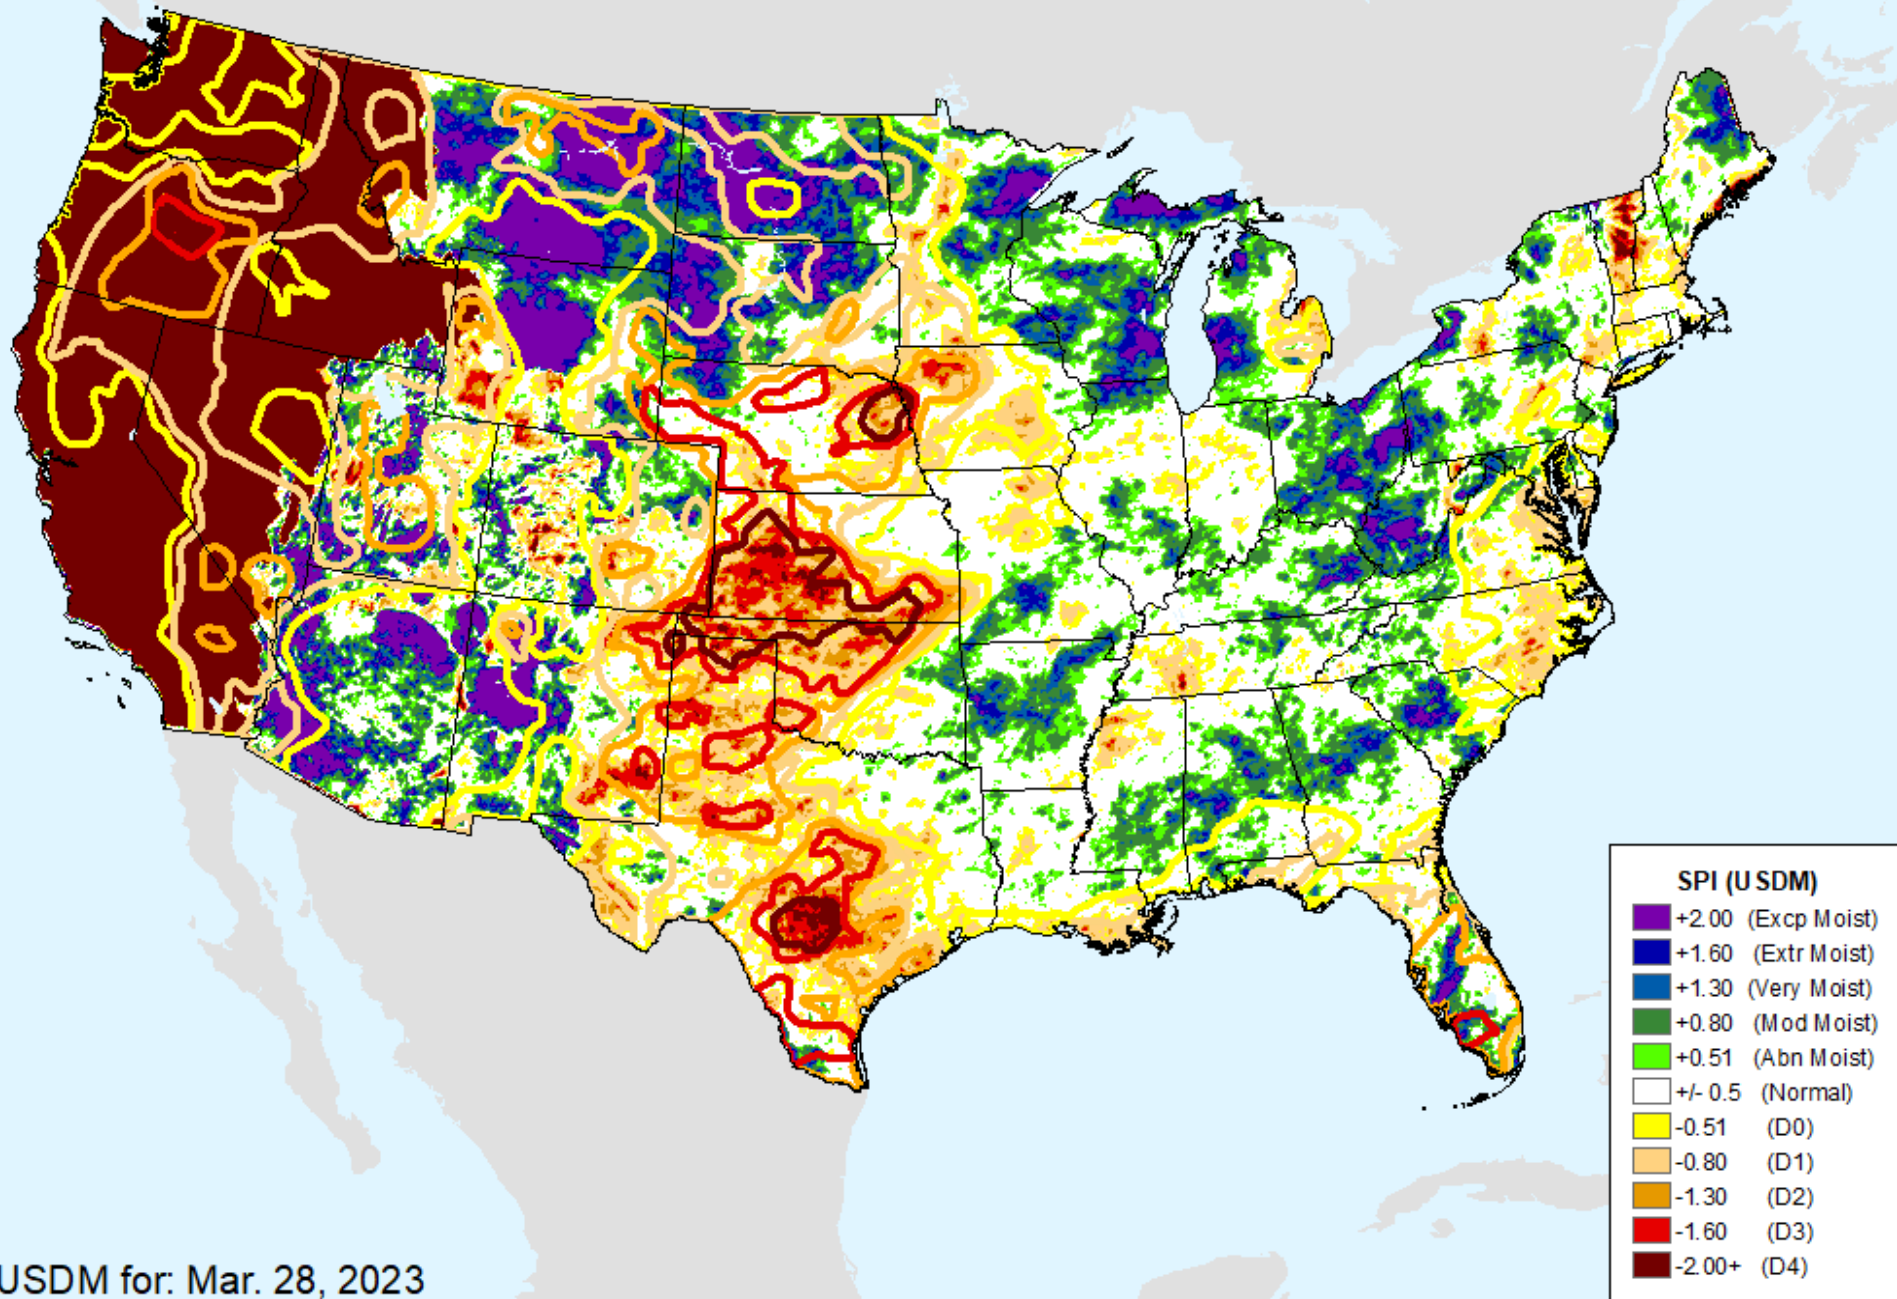 SPI (USDM)
+2.00 (Excp Moist)
+1.60 (Extr Moist)
+1.30 (Very Moist)
+0.80 (Mod Moist)
+0.51 (Abn Moist)
+/- 0.5 (Normal)
-0.51 (D0)
-0.80 (D1)
-1.30 (D2)
-1.60 (D3)
-2.00+ (D4)
USDM for: Mar. 28, 2023